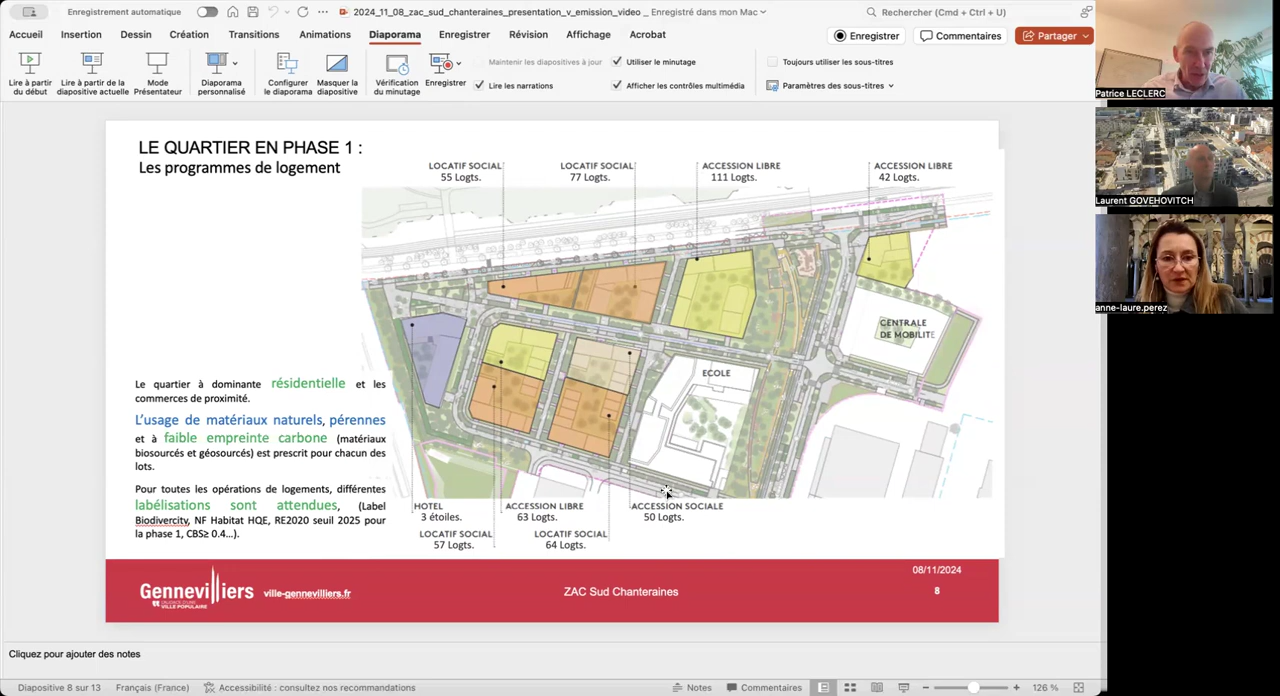 Enregistrement automatique
2024_11_08_zac_sud_chanteraines_presentation_v_emission_video _ Enregistré dans mon Mac
Rechercher (Cmd + Ctrl + U)
Accueil Insertion Dessin Création Transitions Animations Diaporama Enregistrer Révision Affichage Acrobat
Enregistrer Commentaires Partager
Lire à partir du début
Lire à partir de la diapositive actuelle
Mode Présentateur
Diaporama personnalisé
Configurer le diaporama
Masquer la diapositive
Vérification du minutage
Enregistrer
Maintenir les diapositives à jour
Lire les narrations
Utiliser le minutage
Afficher les contrôles multimédia
Toujours utiliser les sous-titres
Paramètres des sous-titres
Patrice LECLERC
Laurent GOVEHOVITCH
anne-laure.perez
LE QUARTIER EN PHASE 1 :
Les programmes de logement
LOCATIF SOCIAL
55 Logts.
LOCATIF SOCIAL
77 Logts.
ACCESSION LIBRE
111 Logts.
ACCESSION LIBRE
42 Logts.
CENTRALE
DE MOBILITE
ECOLE
Le quartier à dominante résidentielle et les
commerces de proximité.
L'usage de matériaux naturels, pérennes
et à faible empreinte carbone (matériaux
biosourcés et géosourcés) est prescrit pour chacun des
lots.
Pour toutes les opérations de logements, différentes
labélisations sont attendues, (Label
Biodivercity, NF Habitat HQE, RE2020 seuil 2025 pour
la phase 1, CBS≥ 0.4...).
HOTEL
3 étoiles.
ACCESSION LIBRE
63 Logts.
ACCESSION SOCIALE
50 Logts.
LOCATIF SOCIAL
57 Logts.
LOCATIF SOCIAL
64 Logts.
Gennevilliers
VILLE POPULAIRE
ville-gennevilliers.fr
ZAC Sud Chanteraines
08/11/2024
8
Cliquez pour ajouter des notes
Diapositive 8 sur 13 Français (France) Accessibilité : consultez nos recommandations Notes Commentaires 126 %